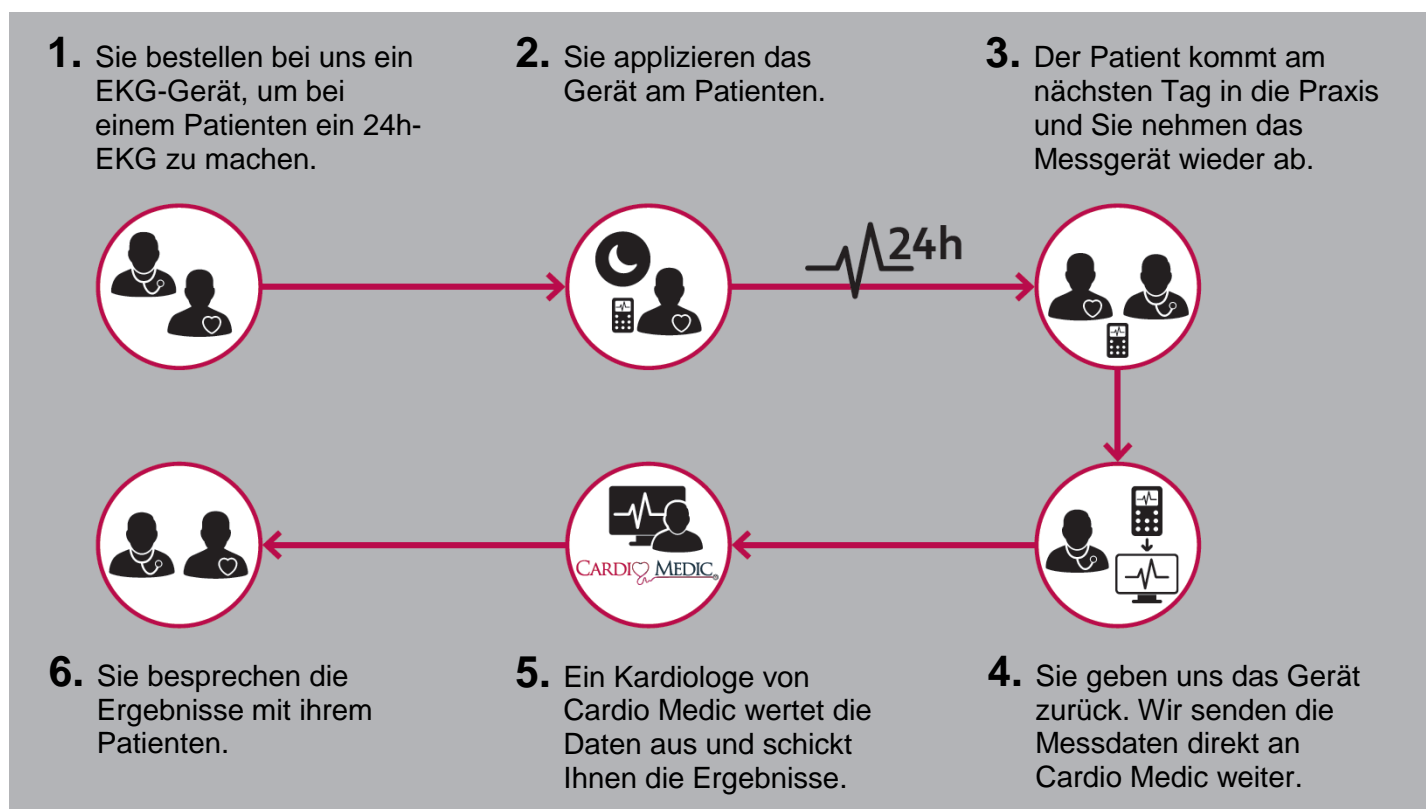 1. Sie bestellen bei uns ein
EKG-Gerät, um bei
einem Patienten ein 24h-
EKG zu machen.
2. Sie applizieren das
Gerät am Patienten.
3. Der Patient kommt am
nächsten Tag in die Praxis
und Sie nehmen das
Messgerät wieder ab.
24h
4. Sie geben uns das Gerät
zurück. Wir senden die
Messdaten direkt an
Cardio Medic weiter.
CARDIO MEDIC
5. Ein Kardiologe von
Cardio Medic wertet die
Daten aus und schickt
Ihnen die Ergebnisse.
6. Sie besprechen die
Ergebnisse mit ihrem
Patienten.